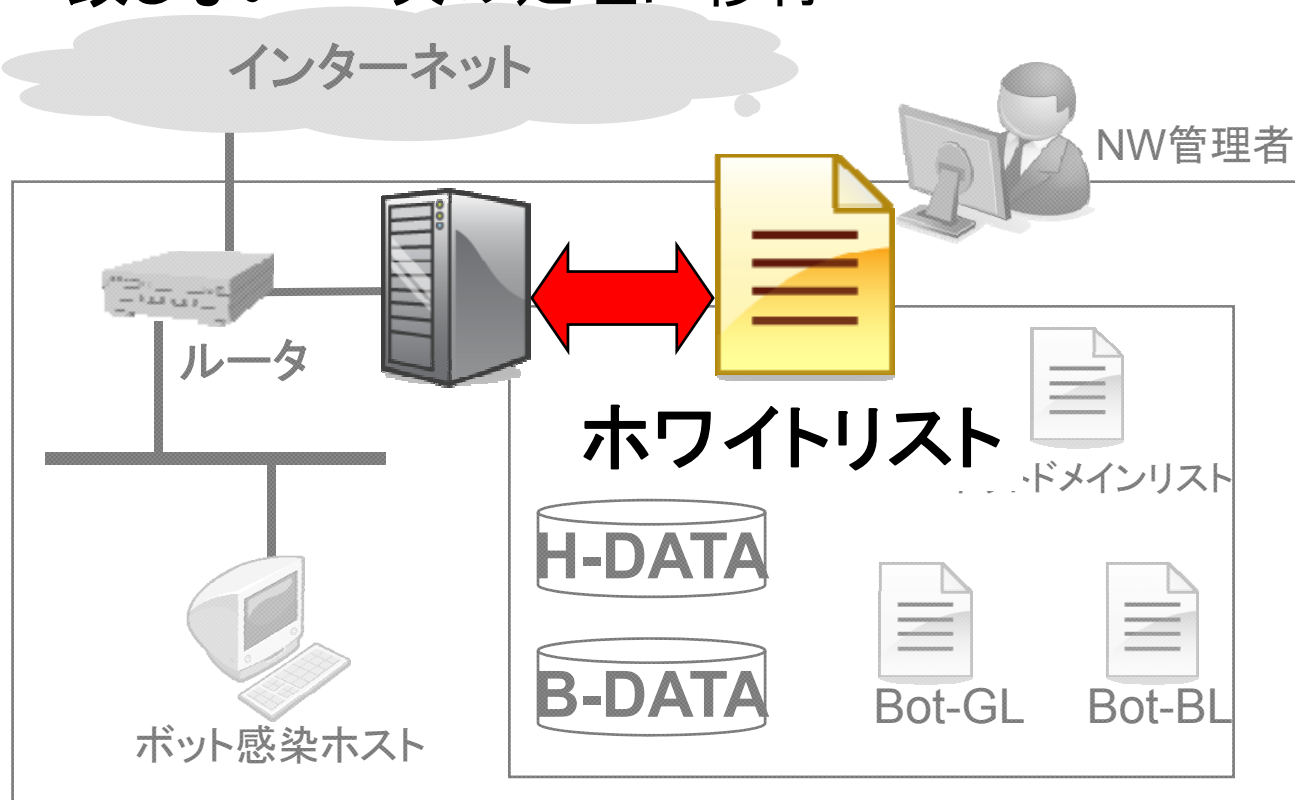 インターネット
NW管理者
ルータ
ホワイトリスト
ドメインリスト
H-DATA
B-DATA
Bot-GL
Bot-BL
ボット感染ホスト